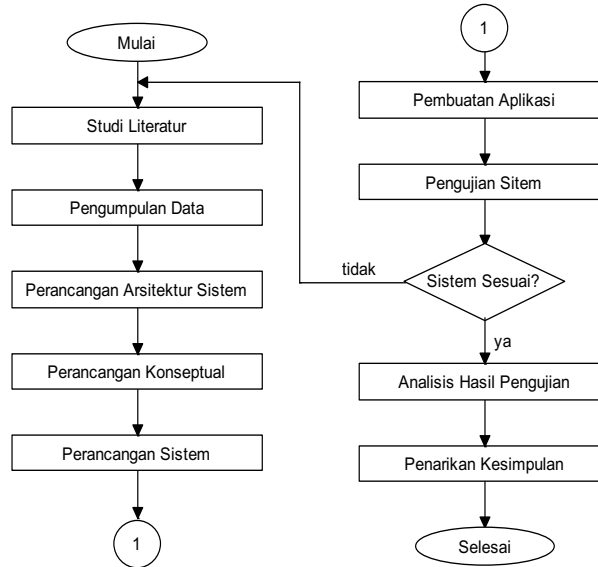 Mulai
Studi Literatur
Pengumpulan Data
Perancangan Arsitektur Sistem
Perancangan Konseptual
Perancangan Sistem
1
1
Pembuatan Aplikasi
Pengujian Sitem
Sistem Sesuai?
tidak
ya
Analisis Hasil Pengujian
Penarikan Kesimpulan
Selesai